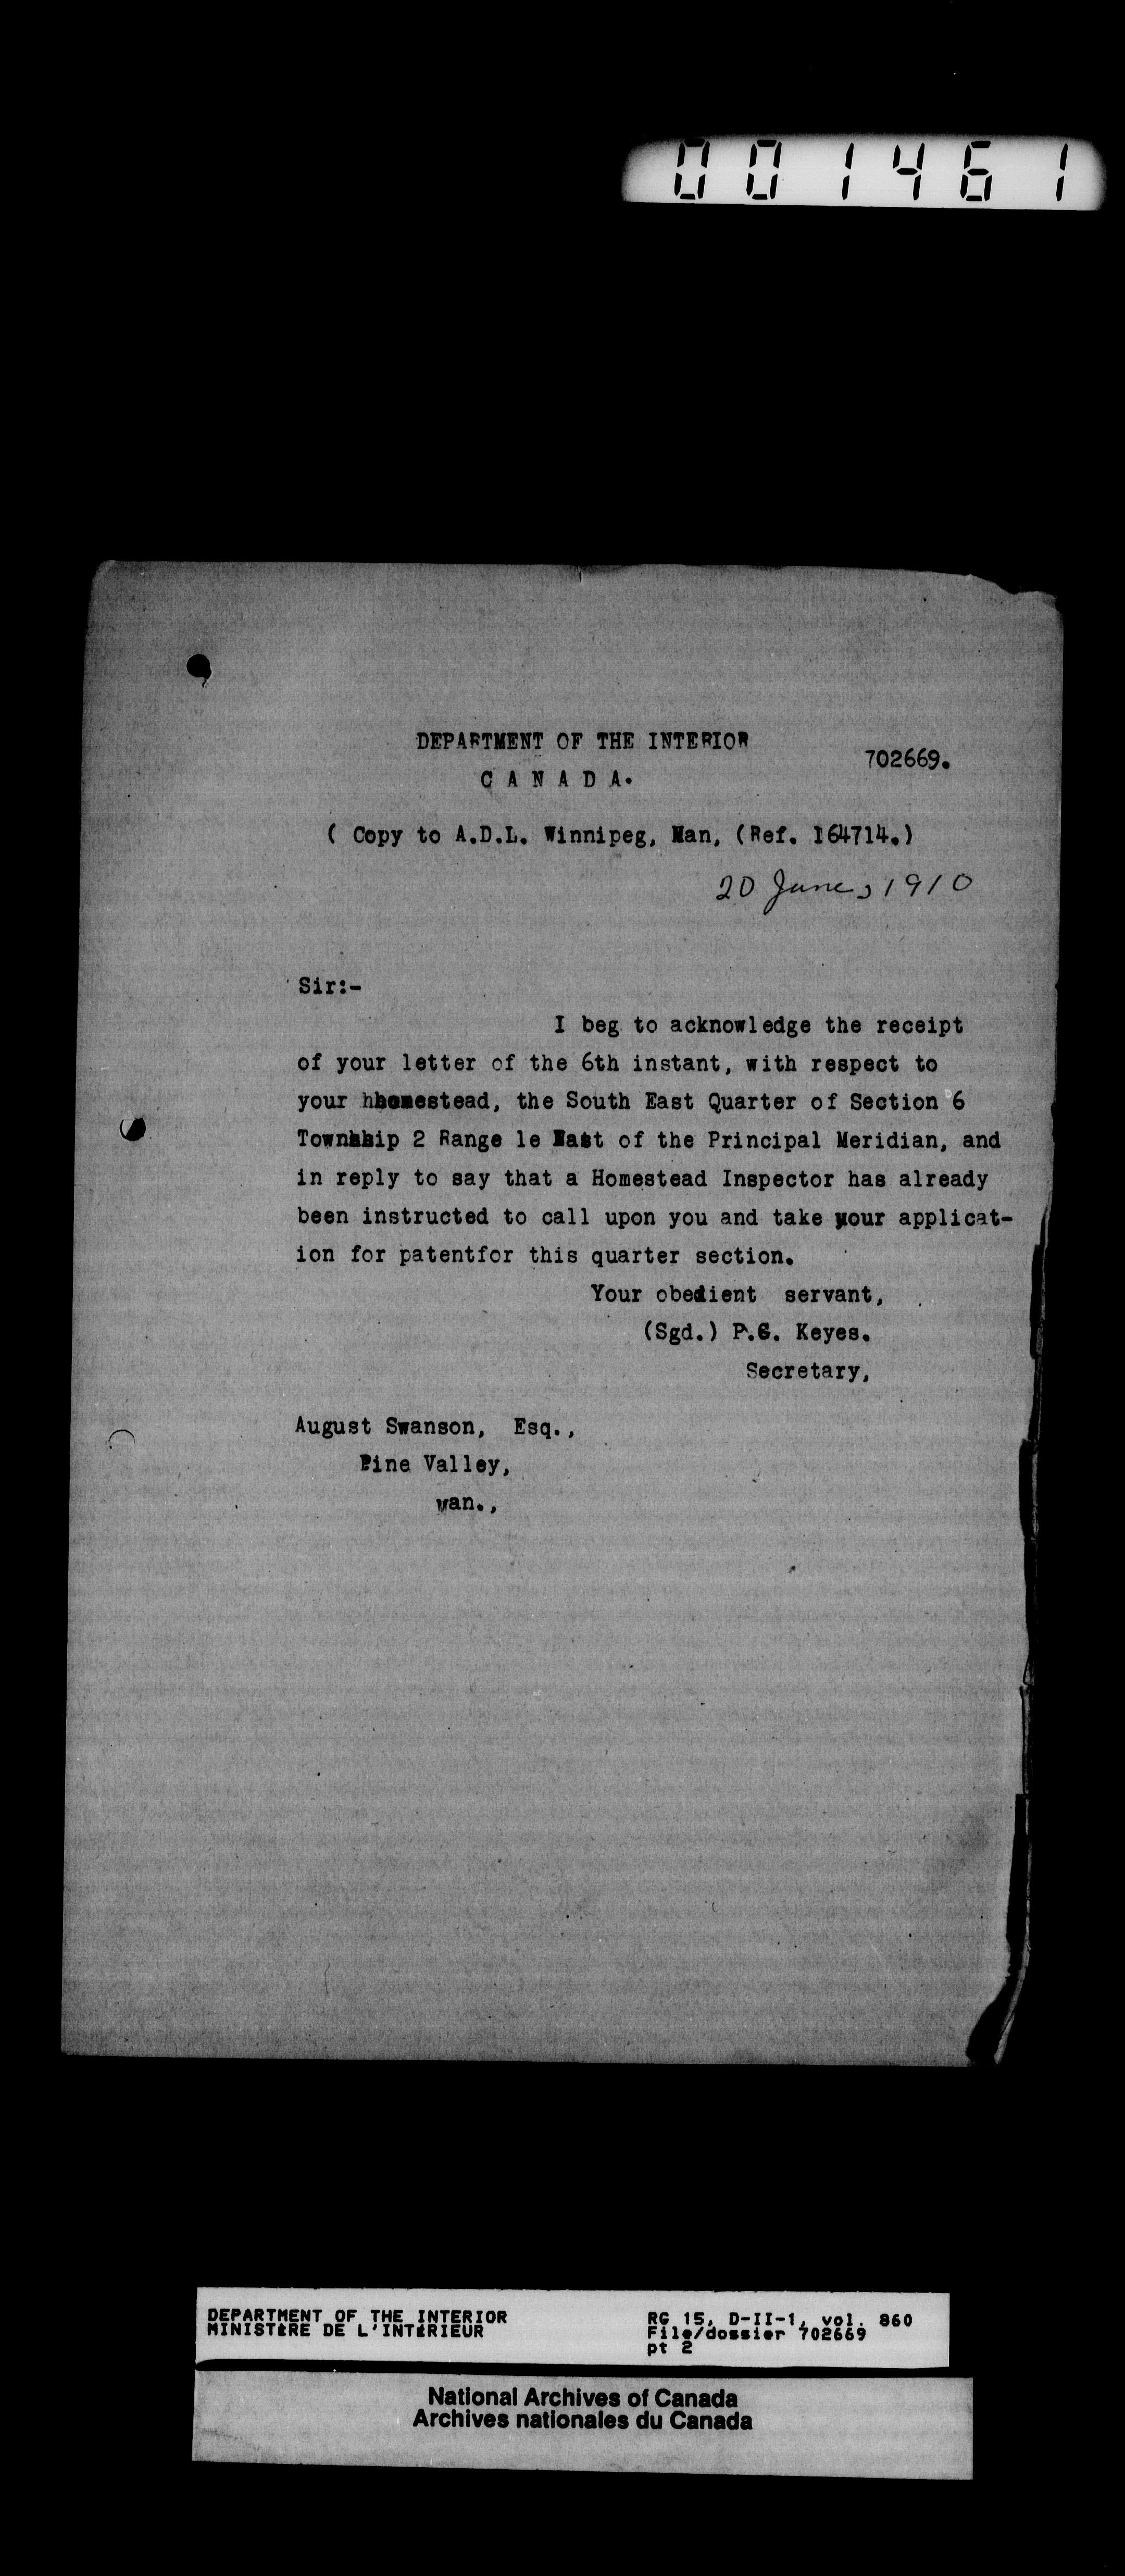 001461
DEPARTMENT OF THE INTERIOR
702669.
C A N A D A.
( Copy to A.D.L. Winnipeg, Man, (Ref. 164714.)
20 June, 1910
Sir:-
I beg to acknowledge the receipt
of your letter of the 6th instant, with respect to
your hhomestead, the South East Quarter of Section 6
Township 2 Range 1e East of the Principal Meridian, and
in reply to say that a Homestead Inspector has already
been instructed to call upon you and take your applicat-
ion for patentfor this quarter section.
Your obedient servant,
(Sgd.) P.G. Keyes.
Secretary,
August Swanson, Esq.,
Pine Valley,
Man.,
DEPARTMENT OF THE INTERIOR
MINISTÈRE DE L'INTÉRIEUR
RG 15, D-II-1, vol. 860
File/dossier 702669
pt 2
National Archives of Canada
Archives nationales du Canada